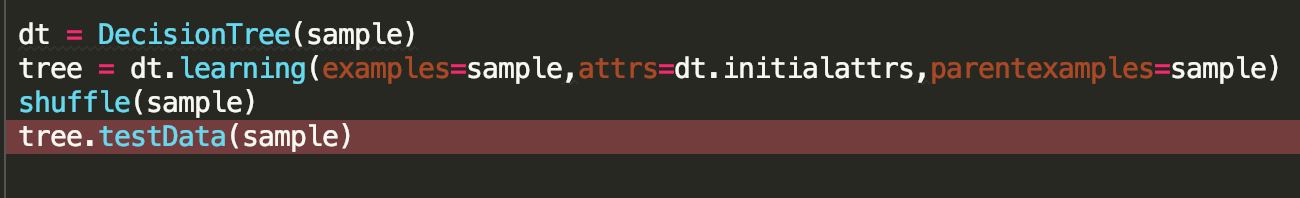 dt = DecisionTree(sample)
tree = dt.learning(examples=sample,attrs=dt.initialattrs,parentexamples=sample)
shuffle(sample)
tree.testData(sample)